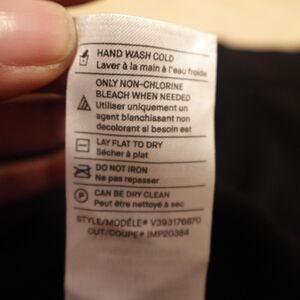 HAND WASH COLD
Laver à la main à l'eau froide
ONLY NON-CHLORINE
BLEACH WHEN NEEDED
Utiliser uniquement un
agent blanchissant non
decolorant si besoin est
LAY FLAT TO DRY
Sécher à plat
DO NOT IRON
Ne pas repasser
P
CAN BE DRY CLEAN
Peut être nettoyé à sec
STYLE/MODÈLE# V393176870
CUT/COUPE# IMP20384